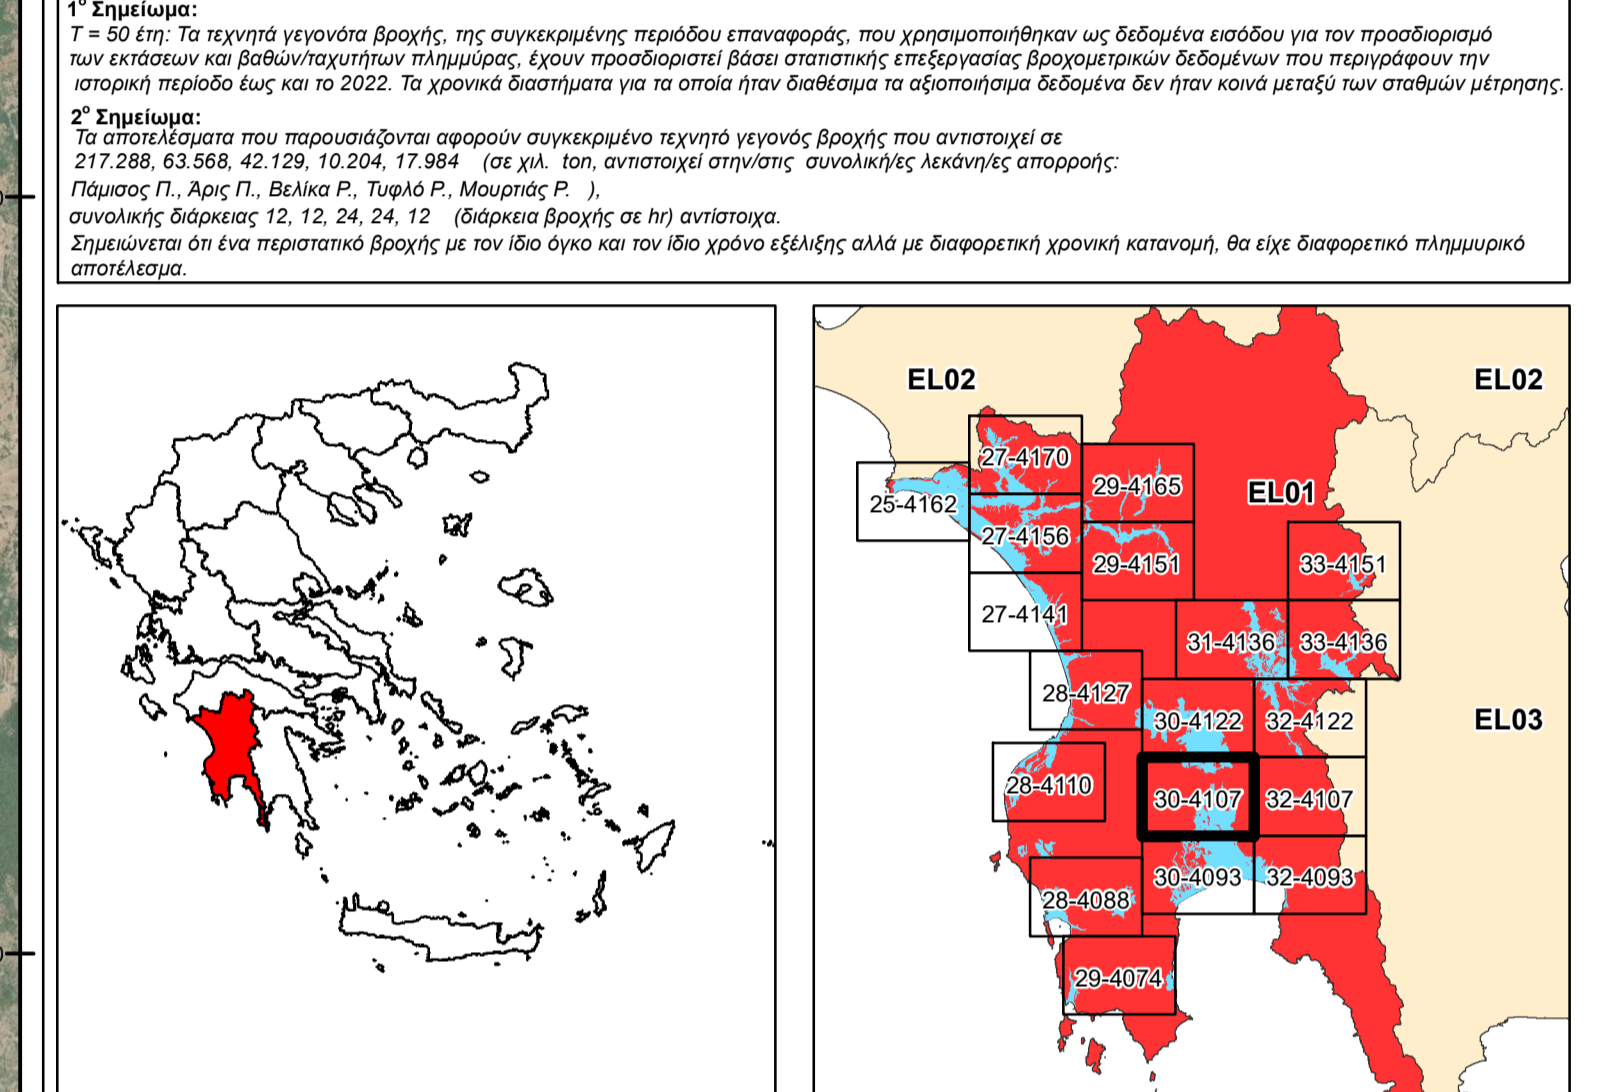 1ο Σημείωμα:
Τ = 50 έτη: Τα τεχνητά γεγονότα βροχής, της συγκεκριμένης περιόδου επαναφοράς, που χρησιμοποιήθηκαν ως δεδομένα εισόδου για τον προσδιορισμό
των εκτάσεων και βαθών/ταχυτήτων πλημμύρας, έχουν προσδιοριστεί βάσει στατιστικής επεξεργασίας βροχομετρικών δεδομένων που περιγράφουν την
ιστορική περίοδο έως και το 2022. Τα χρονικά διαστήματα για τα οποία ήταν διαθέσιμα τα αξιοποιήσιμα δεδομένα δεν ήταν κοινά μεταξύ των σταθμών μέτρησης.
2ο Σημείωμα:
Τα αποτελέσματα που παρουσιάζονται αφορούν συγκεκριμένο τεχνητό γεγονός βροχής που αντιστοιχεί σε
217.288, 63.568, 42.129, 10.204, 17.984 (σε χιλ. ton, αντιστοιχεί στην/στις συνολική/ες λεκάνη/ες απορροής:
Πάμισος Π., Άρις Π., Βελίκα Ρ., Τυφλό Ρ., Μουρτιάς Ρ. ),
συνολικής διάρκειας 12, 12, 24, 24, 12 (διάρκεια βροχής σε hr) αντίστοιχα.
Σημειώνεται ότι ένα περιστατικό βροχής με τον ίδιο όγκο και τον ίδιο χρόνο εξέλιξης αλλά με διαφορετική χρονική κατανομή, θα είχε διαφορετικό πλημμυρικό
αποτέλεσμα.
EL02
EL02
27-4170
29-4165
EL01
25-4162
27-4156
29-4151
33-4151
27-4141
31-4136
33-4136
28-4127
30-4122
32-4122
EL03
28-4110
30-4107
32-4107
30-4093
32-4093
28-4088
29-4074